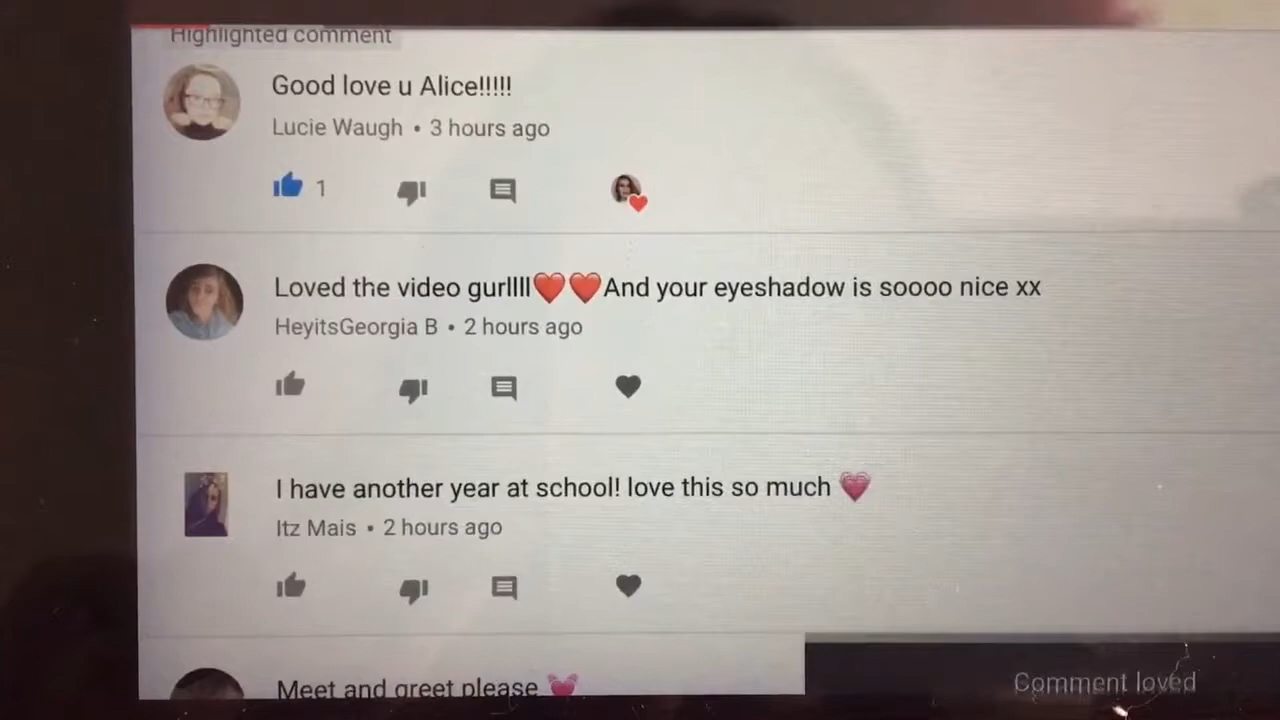 Highlighted comment
Good love u Alice!!!!!
Lucie Waugh • 3 hours ago
1
Loved the video gurllll❤️❤️And your eyeshadow is soooo nice xx
HeyitsGeorgia B • 2 hours ago
I have another year at school! love this so much 💗
Itz Mais • 2 hours ago
Meet and greet please 💓
Comment loved